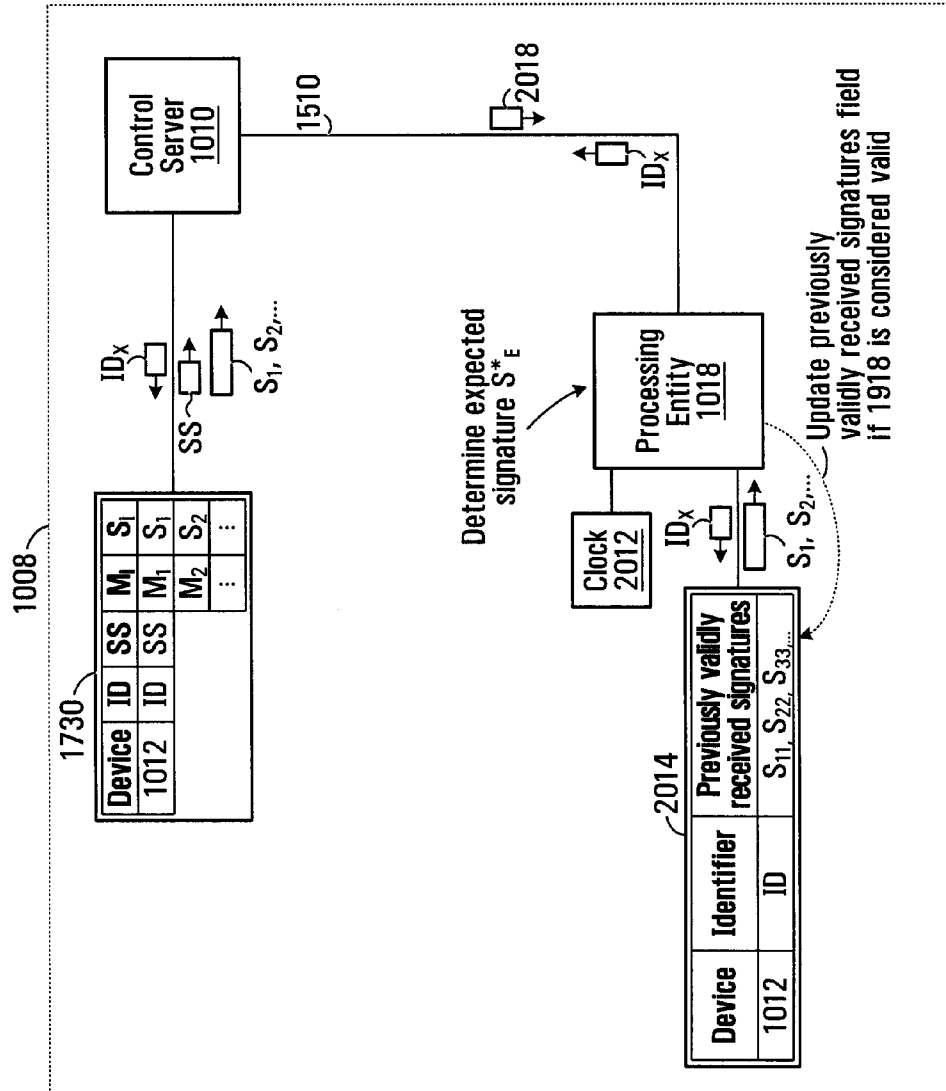 1008
1730
Device ID SS Mi Si
1012 ID SS M1 S1
M2 S2
⋮ ⋮
IDX
SS
S1, S2,...
Control
Server
1010
1510
2018
IDX
Determine expected
signature S*E
Clock
2012
Processing
Entity
1018
IDX
S1, S2,...
Update previously
validly received signatures field
if 1918 is considered valid
2014
Device Identifier Previously validly
received signatures
1012 ID S11, S22, S33,...